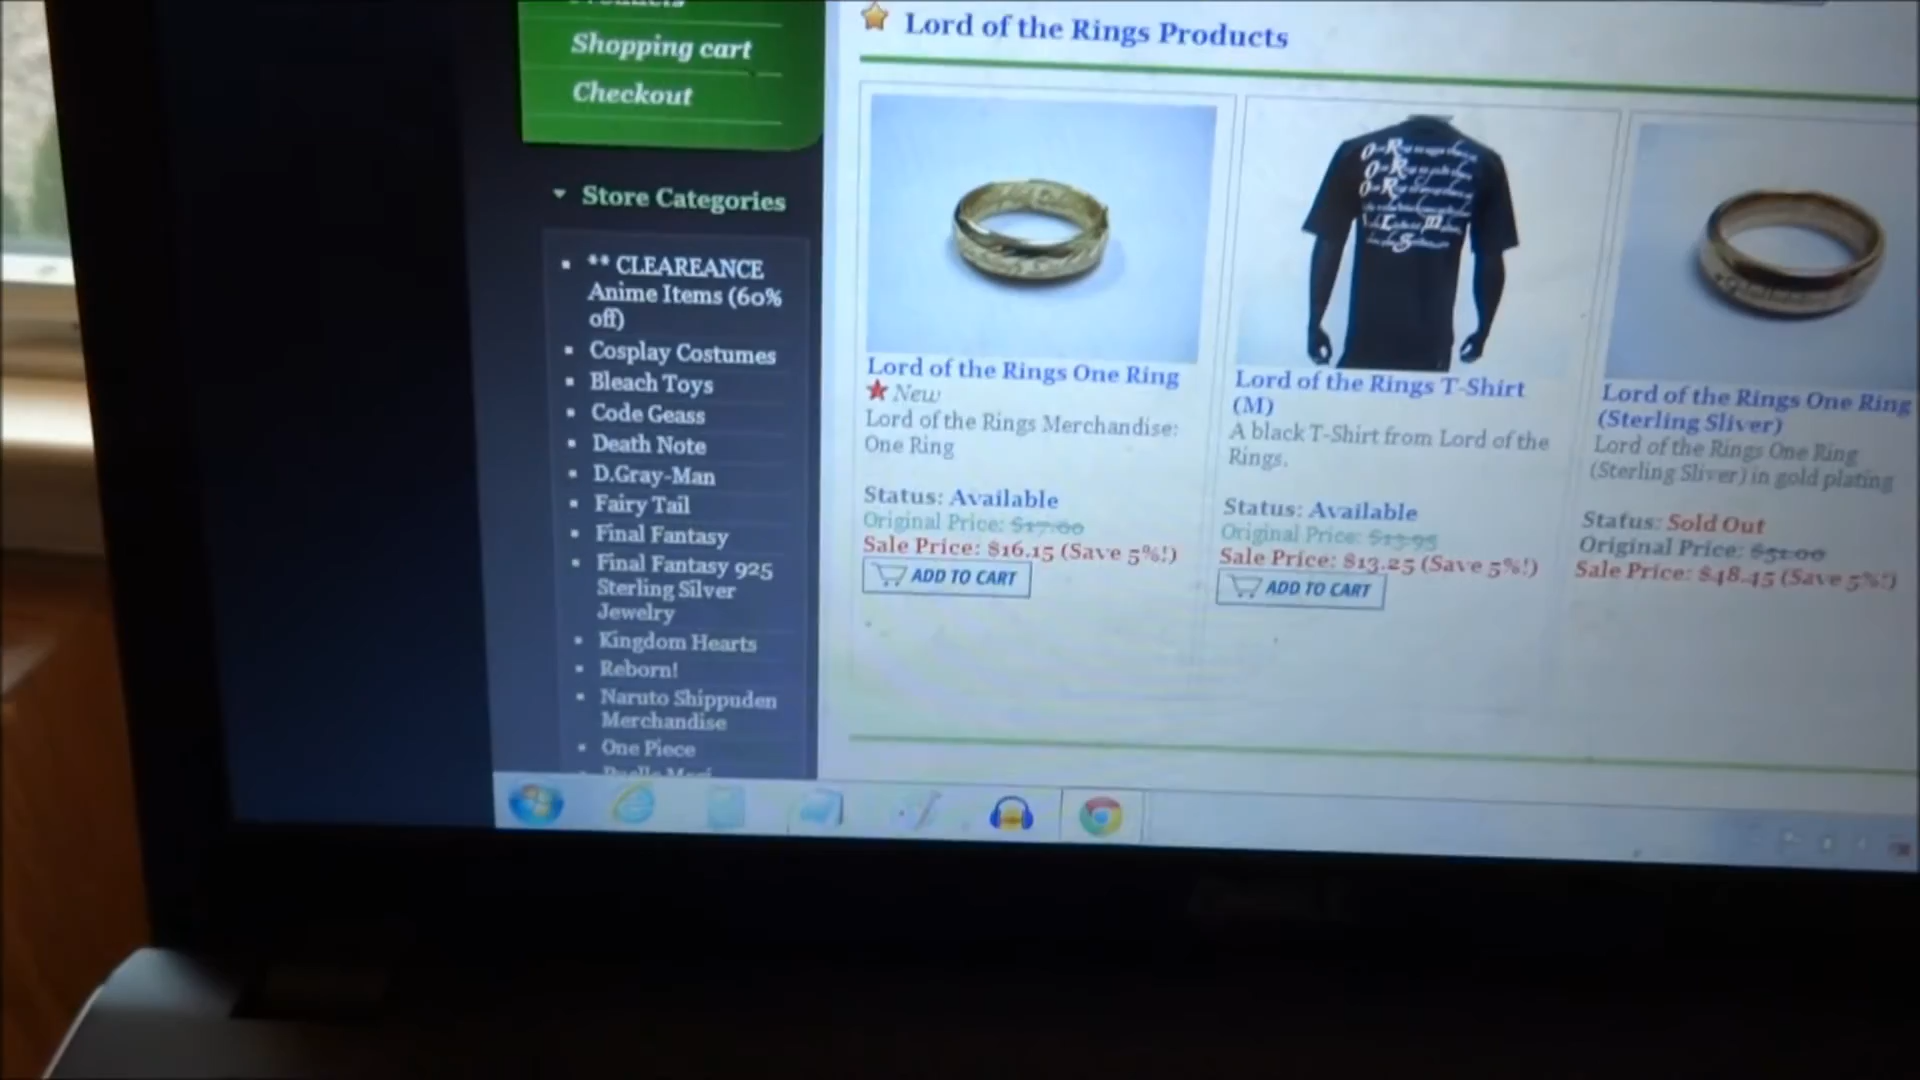 Products
Shopping cart
Checkout
Store Categories
** CLEAREANCE
Anime Items (60%
off)
Cosplay Costumes
Bleach Toys
Code Geass
Death Note
D.Gray-Man
Fairy Tail
Final Fantasy
Final Fantasy 925
Sterling Silver
Jewelry
Kingdom Hearts
Reborn!
Naruto Shippuden
Merchandise
One Piece
Lord of the Rings Products
Lord of the Rings One Ring
New
Lord of the Rings Merchandise:
One Ring
Status: Available
Original Price: $17.00
Sale Price: $16.15 (Save 5%!)
ADD TO CART
Lord of the Rings T-Shirt
(M)
A black T-Shirt from Lord of the
Rings.
Status: Available
Original Price: $13.95
Sale Price: $13.25 (Save 5%!)
ADD TO CART
Lord of the Rings One Ring
(Sterling Sliver)
Lord of the Rings One Ring
(Sterling Sliver) in gold plating
Status: Sold Out
Original Price: $51.00
Sale Price: $48.45 (Save 5%!)